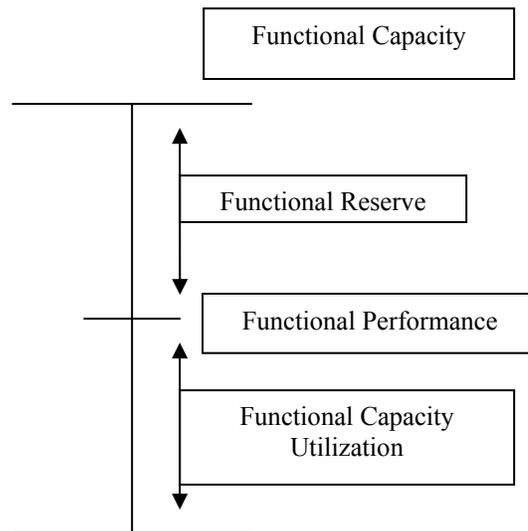 Functional Capacity
Functional Reserve
Functional Performance
Functional Capacity
Utilization